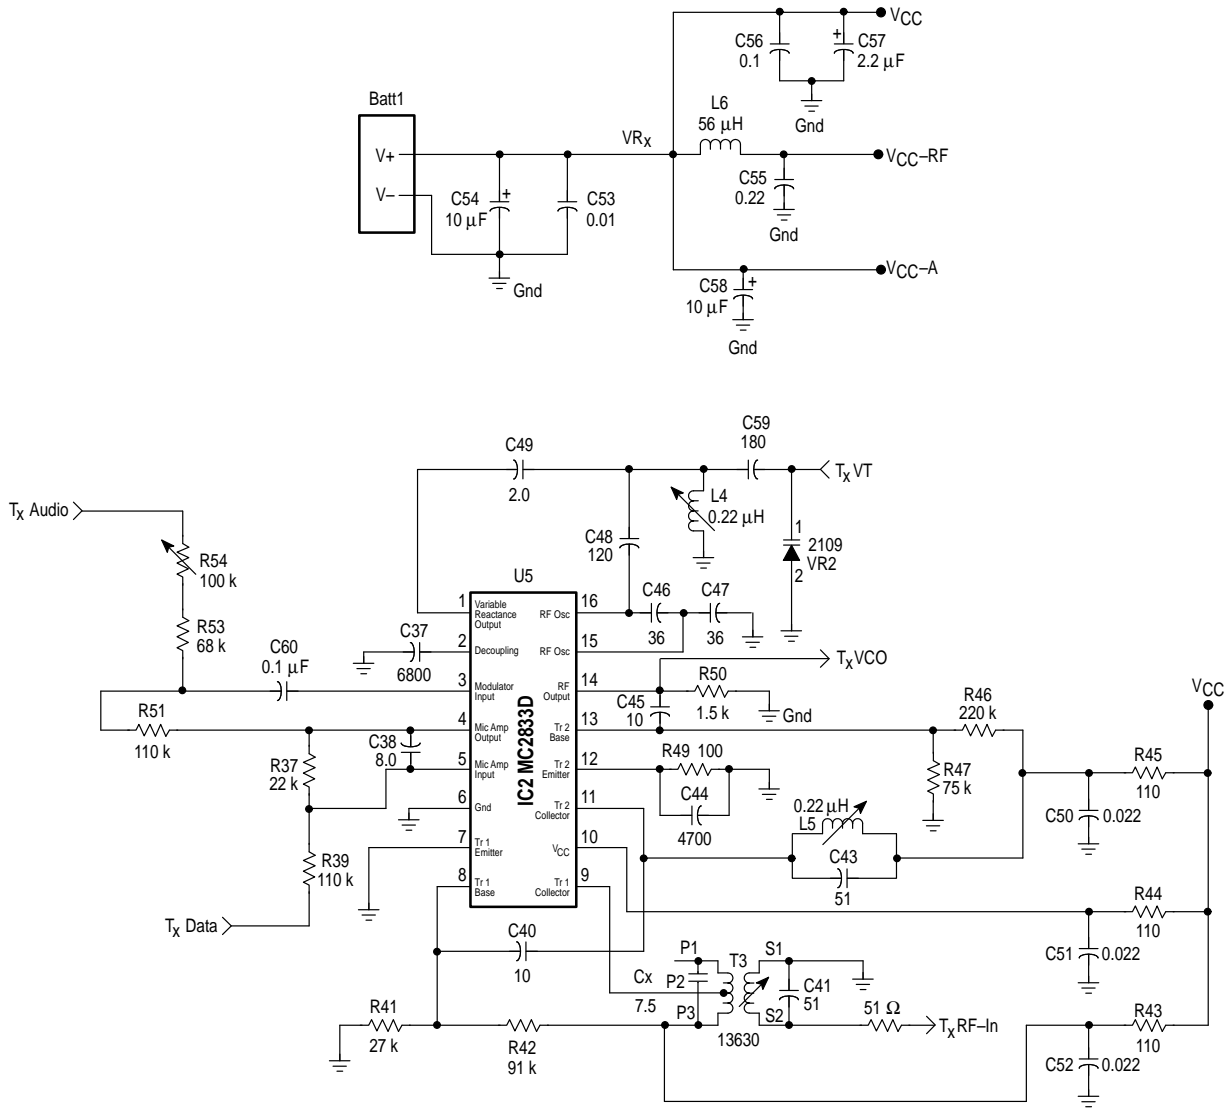 VCC
C56
0.1
+
C57
2.2 µF
Gnd
Batt1
V+
V–
C54
10 µF
+
C53
0.01
Gnd
VRx
L6
56 µH
VCC–RF
C55
0.22
Gnd
VCC–A
C58
10 µF
+
Gnd
C49
2.0
C59
180
TX VT
L4
0.22 µH
C48
120
1
2109
VR2
2
TX Audio
R54
100 k
R53
68 k
C60
0.1 µF
R51
110 k
R37
22 k
R39
110 k
TX Data
C37
6800
C38
8.0
U5
IC2 MC2833D
1
Variable
Reactance
Output
2
Decoupling
3
Modulator
Input
4
Mic Amp
Output
5
Mic Amp
Input
6
Gnd
7
Tr 1
Emitter
8
Tr 1
Base
16
RF Osc
15
RF Osc
14
RF
Output
13
Tr 2
Base
12
Tr 2
Emitter
11
Tr 2
Collector
10
VCC
9
Tr 1
Collector
C46
36
C47
36
TXVCO
C45
10
R50
1.5 k
Gnd
R49 100
C44
4700
R46
220 k
R47
75 k
VCC
R45
110
C50
0.022
0.22 µH
L5
C43
51
R44
110
C51
0.022
R43
110
C52
0.022
C40
10
R41
27 k
R42
91 k
Cx
7.5
P1
P2
P3
T3
13630
S1
S2
C41
51
51 Ω
TXRF–In